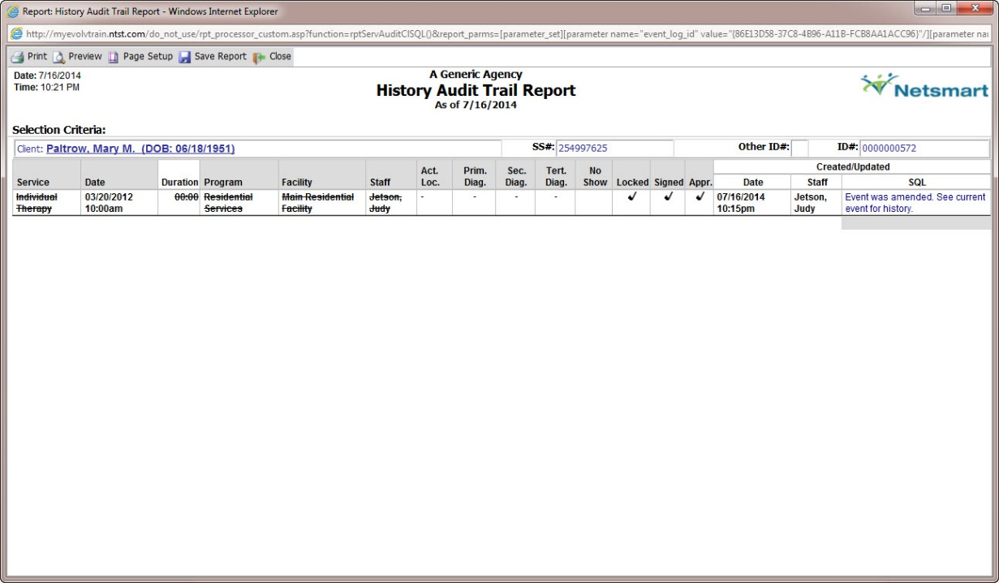 Report: History Audit Trail Report - Windows Internet Explorer
http://myevolvtrain.ntst.com/do_not_use/rpt_processor_custom.asp?function=rptServAuditCISQL()&report_parms=[parameter_set][parameter name="event_log_id" value="{86E13D58-37C8-4B96-A11B-FCB8AA1ACC96}"/][parameter nar
Print Preview Page Setup Save Report Close
Date: 7/16/2014
Time: 10:21 PM
A Generic Agency
History Audit Trail Report
As of 7/16/2014
Netsmart
Selection Criteria:
Client: Paltrow, Mary M. (DOB: 06/18/1951) SS#: 254997625 Other ID#: ID#: 0000000572
Created/Updated
Service Date Duration Program Facility Staff Act. Loc. Prim. Diag. Sec. Diag. Tert. Diag. No Show Locked Signed Appr. Date Staff SQL
Individual 03/20/2012 00:00 Residential Main Residential Jetson, - - - - ✓ ✓ ✓ 07/16/2014 Jetson, Event was amended. See current
Therapy 10:00am Services Facility Judy 10:15pm Judy event for history.